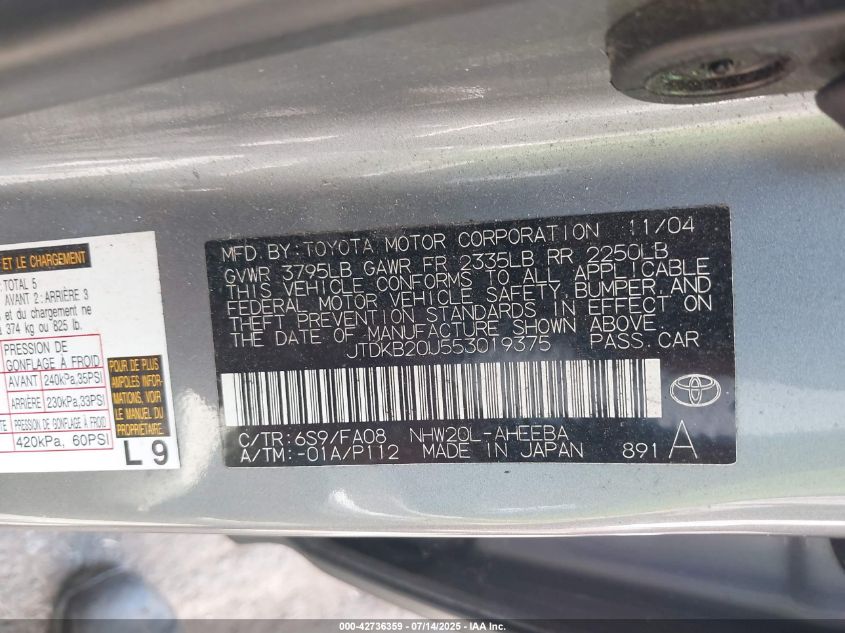 ET LE CHARGEMENT
TOTAL 5
AVANT 2: ARRIÈRE 3
et du chargement ne
374 kg ou 825 lb.
PRESSION DE
GONFLAGE À FROID
AVANT 240kPa,35PSI
ARRIÈRE 230kPa,33PSI
PRESSION DE
GONFLAGE À FROID
420kPa, 60PSI
POUR DE PLUS
AMPLES INFOR-
MATIONS, VOIR
LE MANUEL DU
PROPRIÉTAIRE.
L9
MFD BY: TOYOTA MOTOR CORPORATION 11/04
GVWR 3795LB GAWR FR 2335LB RR 2250LB
THIS VEHICLE CONFORMS TO ALL APPLICABLE
FEDERAL MOTOR VEHICLE SAFETY, BUMPER, AND
THEFT PREVENTION STANDARDS IN EFFECT ON
THE DATE OF MANUFACTURE SHOWN ABOVE.
JTDKB20U553019375 PASS. CAR
C/TR: 6S9/FA08 NHW20L-AHEEBA
A/TM: -01A/P112 MADE IN JAPAN 891 A
000-42736359 - 07/14/2025 - IAA Inc.